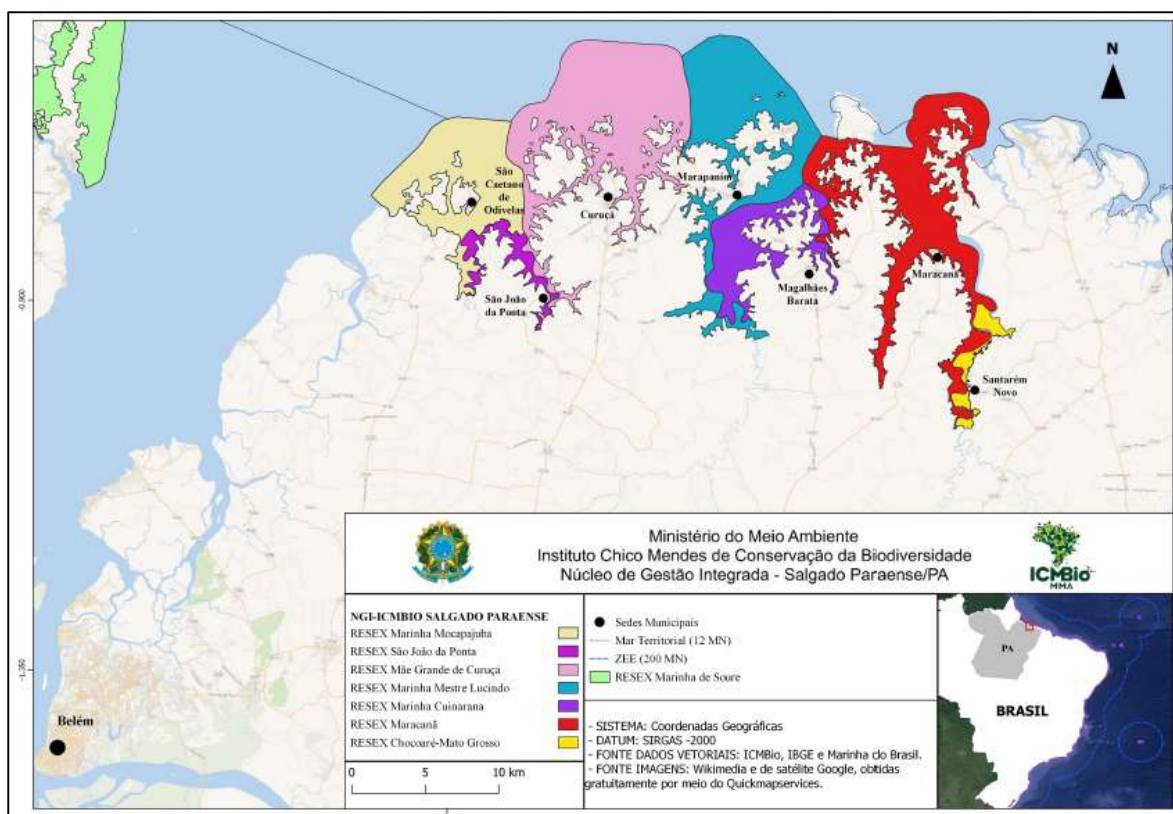 N
São
Caetano
de
Odivelas
Marapanim
Curuçá
Maracanã
Magalhães
Barata
São João
da Ponta
Santarém
Novo
-0.900
-1.350
Belém
Ministério do Meio Ambiente
Instituto Chico Mendes de Conservação da Biodiversidade
Núcleo de Gestão Integrada - Salgado Paraense/PA
ICMBio
MMA
NGI-ICMBIO SALGADO PARAENSE
RESEX Marinha Mocapajuba
RESEX São João da Ponta
RESEX Mãe Grande de Curuçá
RESEX Marinha Mestre Lucindo
RESEX Marinha Cuinarana
RESEX Maracanã
RESEX Chocoaré-Mato Grosso
0 5 10 km
Sedes Municipais
Mar Territorial (12 MN)
ZEE (200 MN)
RESEX Marinha de Soure
- SISTEMA: Coordenadas Geográficas
- DATUM: SIRGAS -2000
- FONTE DADOS VETORIAIS: ICMBio, IBGE e Marinha do Brasil.
- FONTE IMAGENS: Wikimedia e de satélite Google, obtidas
gratuitamente por meio do Quickmapservices.
PA
BRASIL